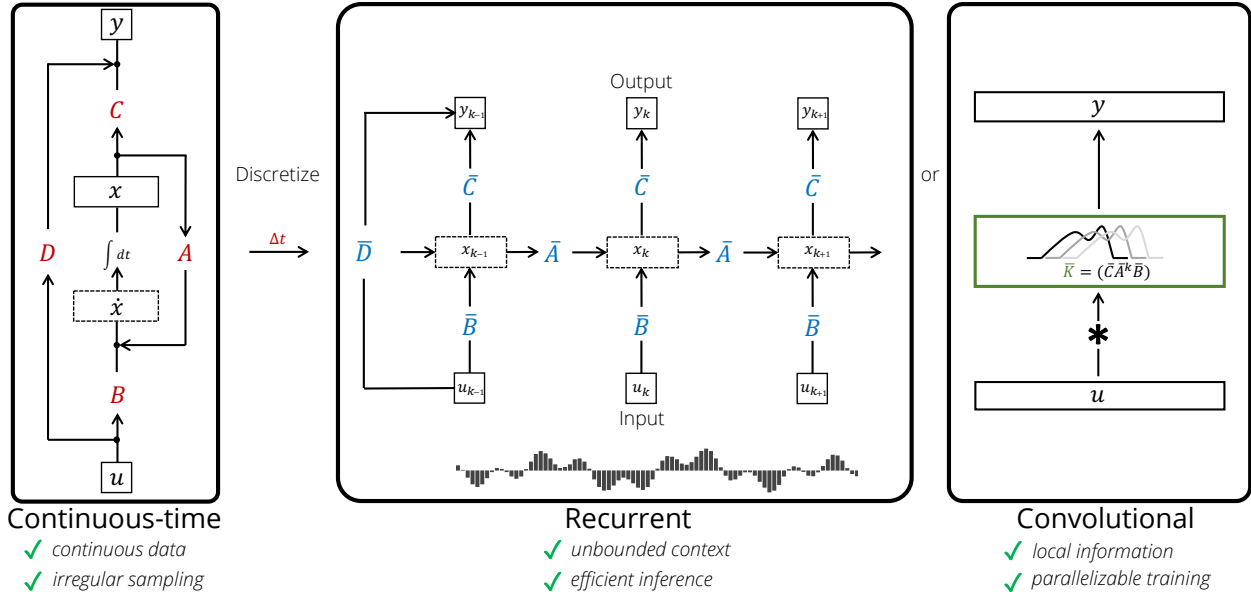 y
C
x
D
∫ dt
A
ẋ
B
u
Continuous-time
✓ continuous data
✓ irregular sampling
Discretize
Δt
Output
y_{k−1} y_k y_{k+1}
C̄ C̄ C̄
D̄ x_{k−1} Ā x_k Ā x_{k+1}
B̄ B̄ B̄
u_{k−1} u_k u_{k+1}
Input
Recurrent
✓ unbounded context
✓ efficient inference
or
y
K̄ = (C̄Ā^kB̄)
*
u
Convolutional
✓ local information
✓ parallelizable training